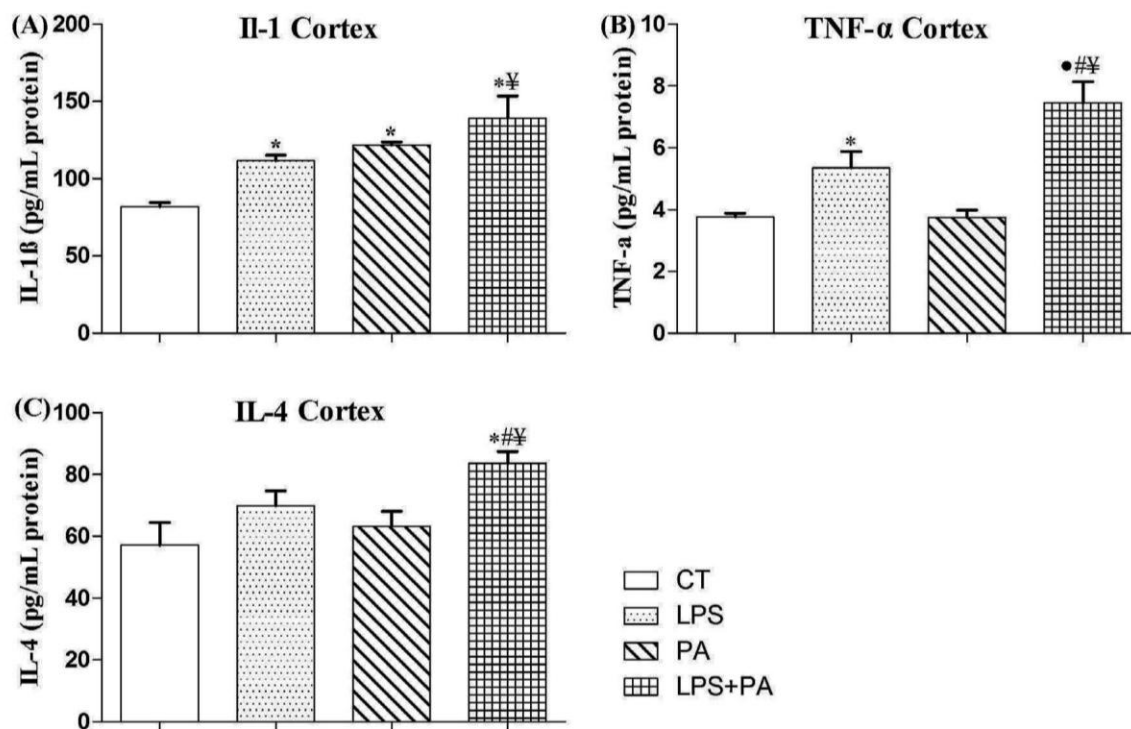 (A)
Il-1 Cortex
IL-1ß (pg/mL protein)
200
150
100
50
0
*
*
*¥
(B)
TNF-α Cortex
TNF-a (pg/mL protein)
10
8
6
4
2
0
*
●#¥
(C)
IL-4 Cortex
IL-4 (pg/mL protein)
100
80
60
40
20
0
*#¥
CT
LPS
PA
LPS+PA